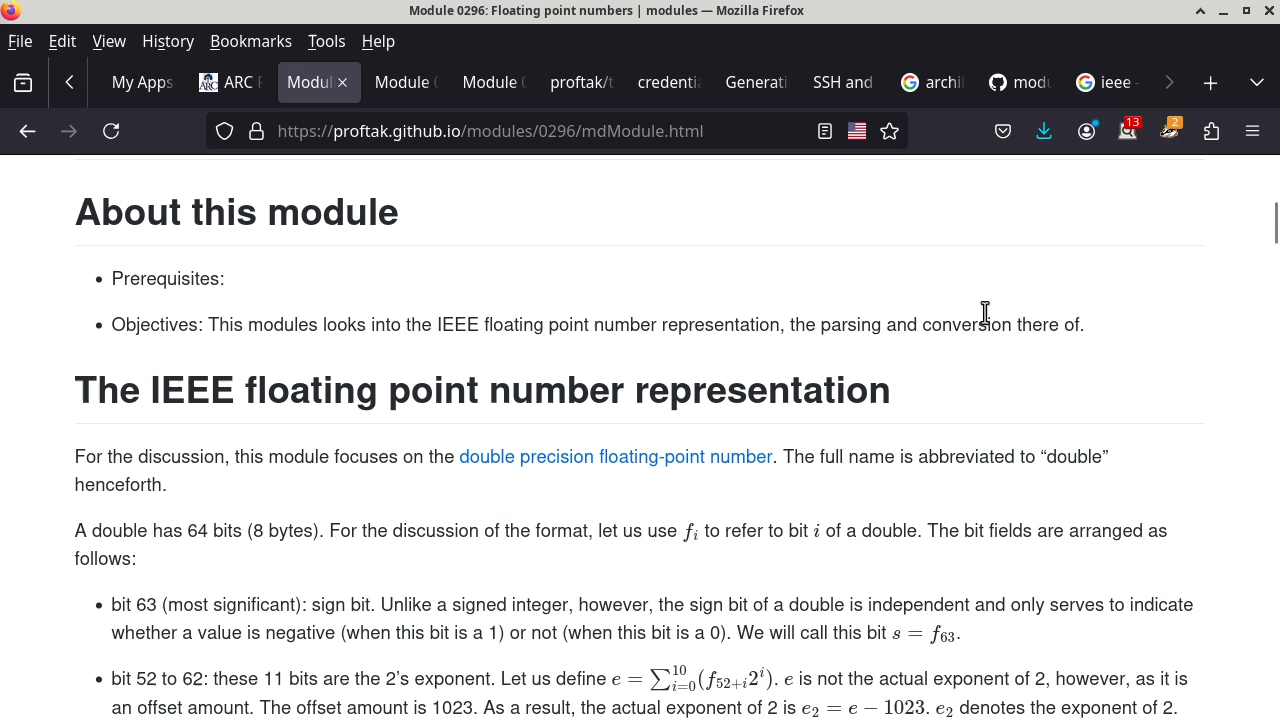 Module 0296: Floating point numbers | modules — Mozilla Firefox
File Edit View History Bookmarks Tools Help
My Apps ARC Modul Module Module proftak/t credentia Generati SSH and archi modu ieee -
https://proftak.github.io/modules/0296/mdModule.html 13 2
About this module
• Prerequisites:
• Objectives: This modules looks into the IEEE floating point number representation, the parsing and conversion there of.
The IEEE floating point number representation
For the discussion, this module focuses on the double precision floating-point number. The full name is abbreviated to “double”
henceforth.
A double has 64 bits (8 bytes). For the discussion of the format, let us use f_i to refer to bit i of a double. The bit fields are arranged as
follows:
• bit 63 (most significant): sign bit. Unlike a signed integer, however, the sign bit of a double is independent and only serves to indicate
whether a value is negative (when this bit is a 1) or not (when this bit is a 0). We will call this bit s = f_{63}.
• bit 52 to 62: these 11 bits are the 2’s exponent. Let us define e = ∑_{i=0}^{10}(f_{52+i}2^i). e is not the actual exponent of 2, however, as it is
an offset amount. The offset amount is 1023. As a result, the actual exponent of 2 is e_2 = e − 1023. e_2 denotes the exponent of 2.